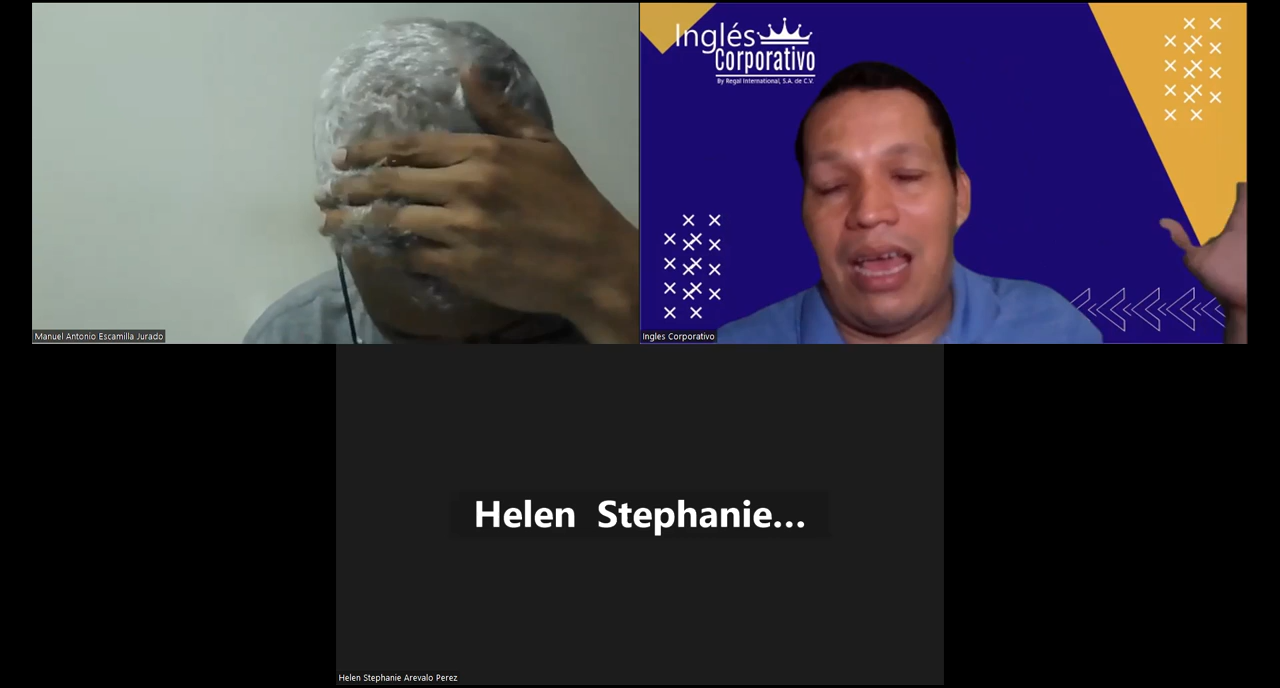 Inglés
Corporativo
By Regal International, S.A. de C.V.
Manuel Antonio Escamilla Jurado
Ingles Corporativo
Helen Stephanie...
Helen Stephanie Arevalo Perez